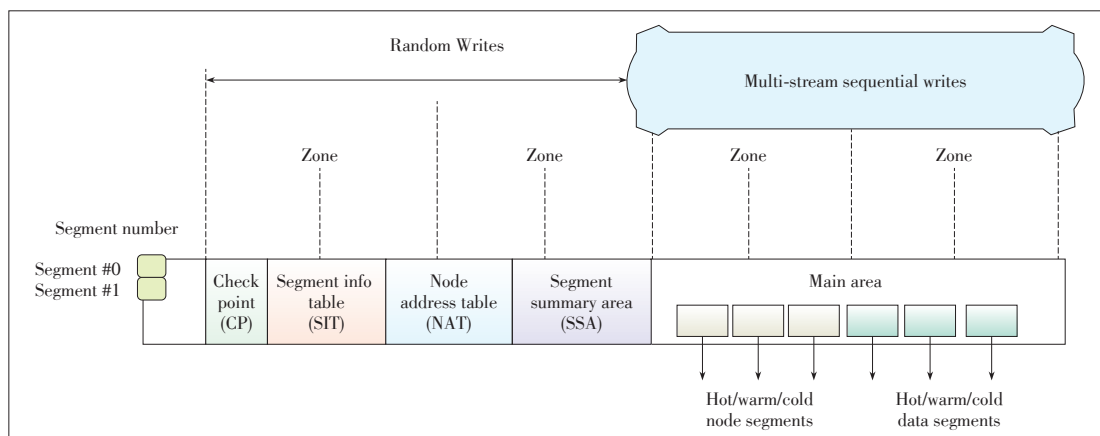 Random Writes
Multi-stream sequential writes
Zone
Zone
Zone
Zone
Segment number
Segment #0
Segment #1
Check
point
(CP)
Segment info
table
(SIT)
Node
address table
(NAT)
Segment
summary area
(SSA)
Main area
Hot/warm/cold
node segments
Hot/warm/cold
data segments